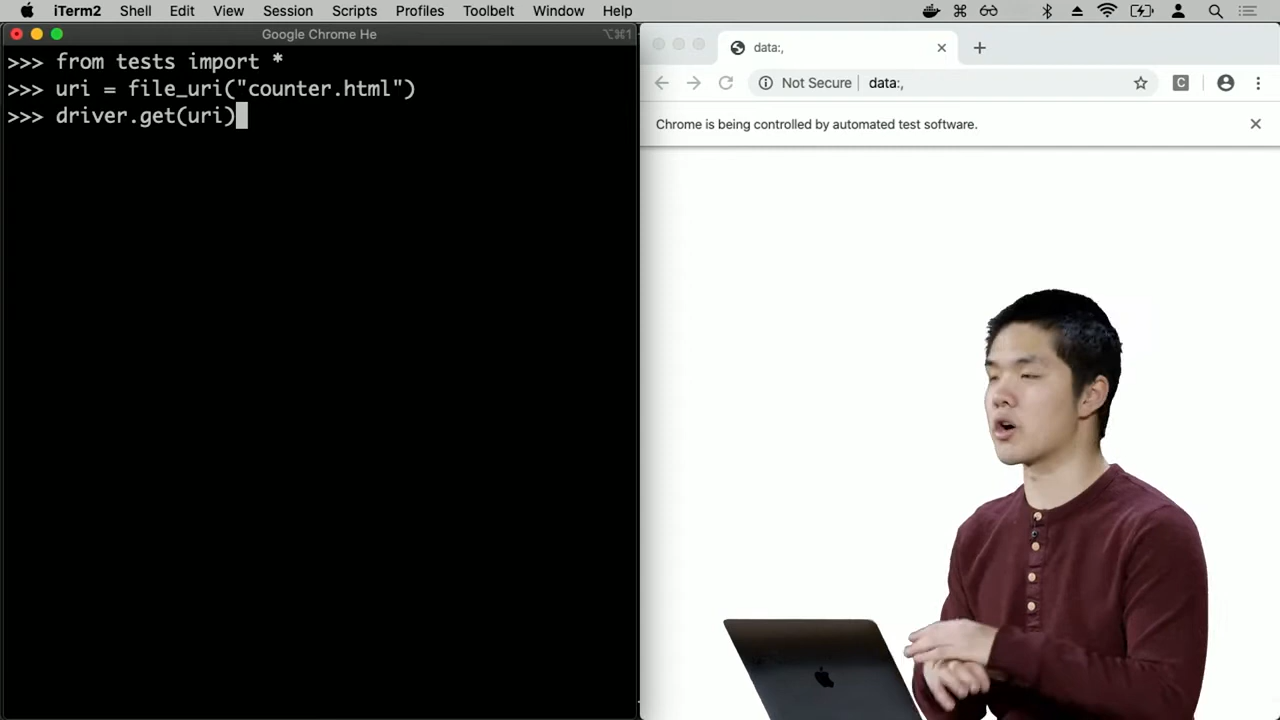 iTerm2 Shell Edit View Session Scripts Profiles Toolbelt Window Help
Google Chrome He
⌥⌘1
>>> from tests import *
>>> uri = file_uri("counter.html")
>>> driver.get(uri)
data:,
Not Secure data:,
C
Chrome is being controlled by automated test software.